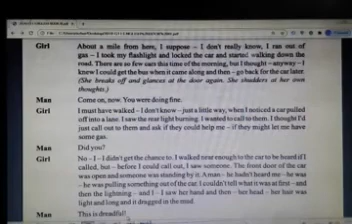 Girl About a mile from here, I suppose – I don't really know, I ran out of
gas – I took my flashlight and locked the car and started walking down the
road. There are so few cars this time of the morning, but I thought – anyway – I
knew I could get the bus when it came along and then – go back for the car later.
(She breaks off and glances at the door again. She shudders at her own
thoughts.)
Man Come on, now. You were doing fine.
Girl I must have walked – I don't know – just a little way, when I noticed a car pulled
off into a lane. I saw the rear light burning. I wanted to call to them. I thought I'd
just call out to them and ask if they could help me – if they might let me have
some gas.
Man Did you?
Girl No – I – I didn't get the chance to. I walked near enough to the car to be heard if I
called, but – before I could call out, I saw someone. The front door of the car
was open and someone was standing by it. A man – he hadn't heard me – he was
– he was pulling something out of the car. I couldn't tell what it was at first – and
then the lightning – and I – I saw her hand and then – her head – her hair was
light and long and it dragged in the mud.
Man This is dreadful!